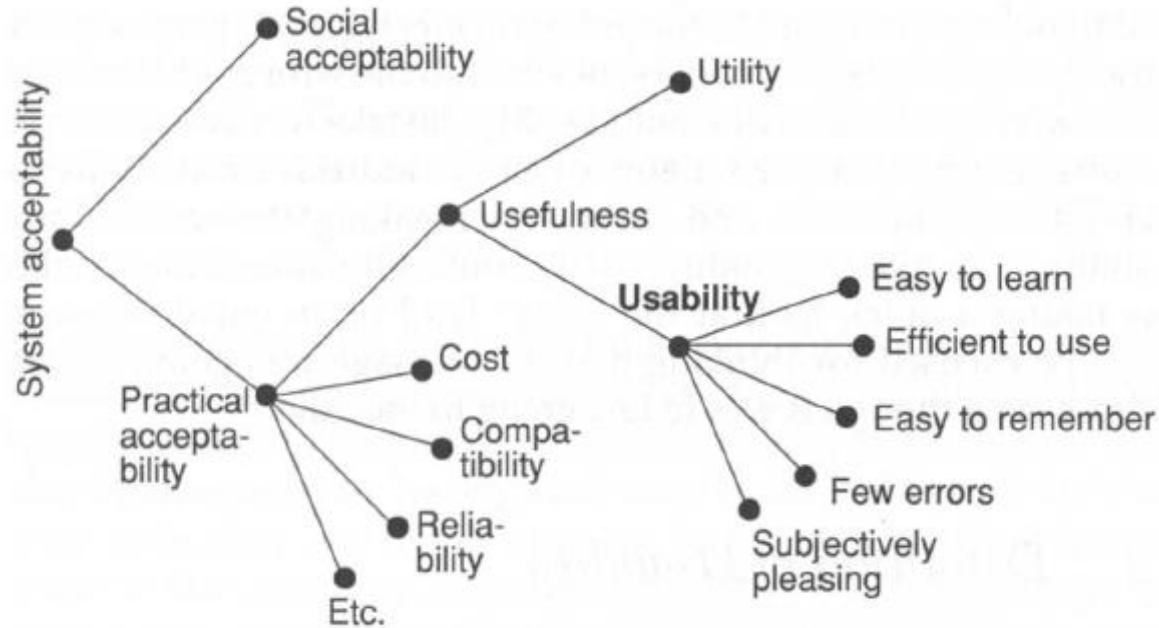 System acceptability
Social
acceptability
Utility
Usefulness
Usability
Easy to learn
Efficient to use
Easy to remember
Few errors
Subjectively
pleasing
Practical
accepta-
bility
Cost
Compa-
tibility
Relia-
bility
Etc.